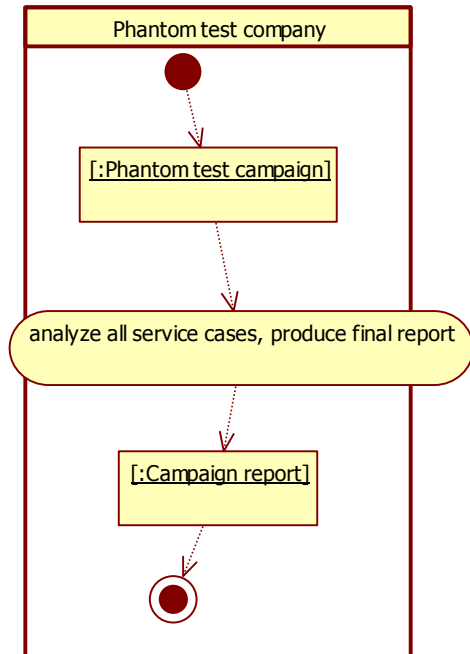 Phantom test company
[:Phantom test campaign]
analyze all service cases, produce final report
[:Campaign report]